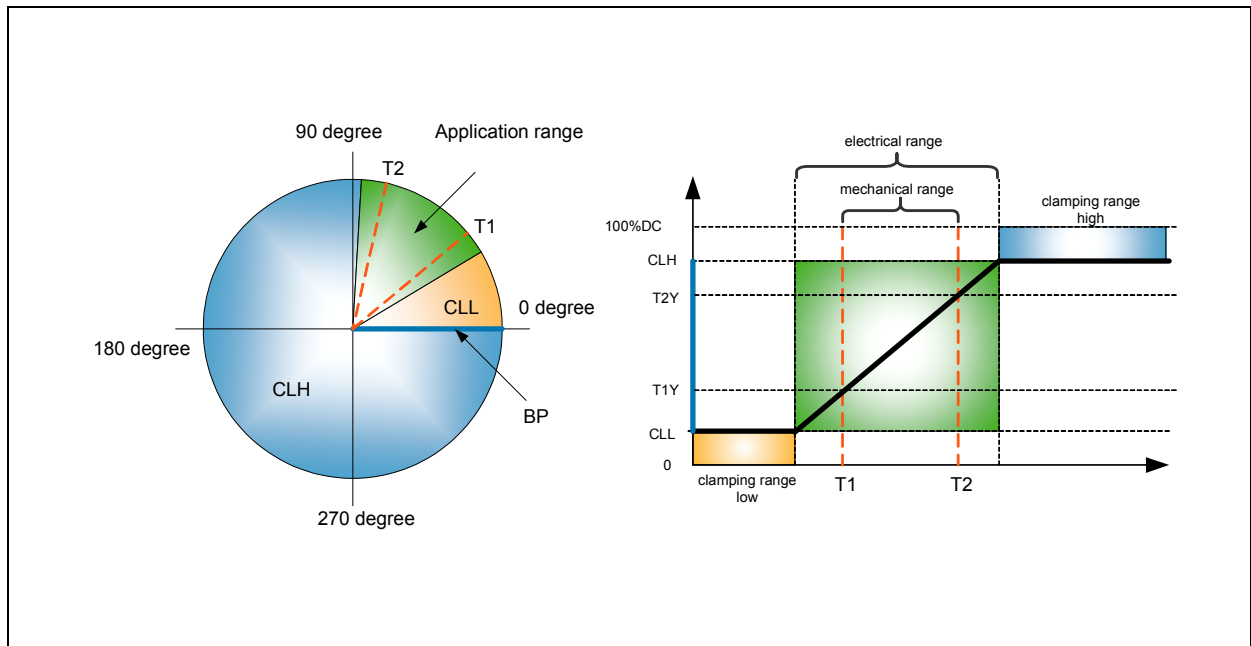 90 degree
Application range
T2
T1
0 degree
CLL
180 degree
CLH
BP
270 degree
electrical range
mechanical range
clamping range
high
100%DC
CLH
T2Y
T1Y
CLL
0
clamping range
low
T1
T2